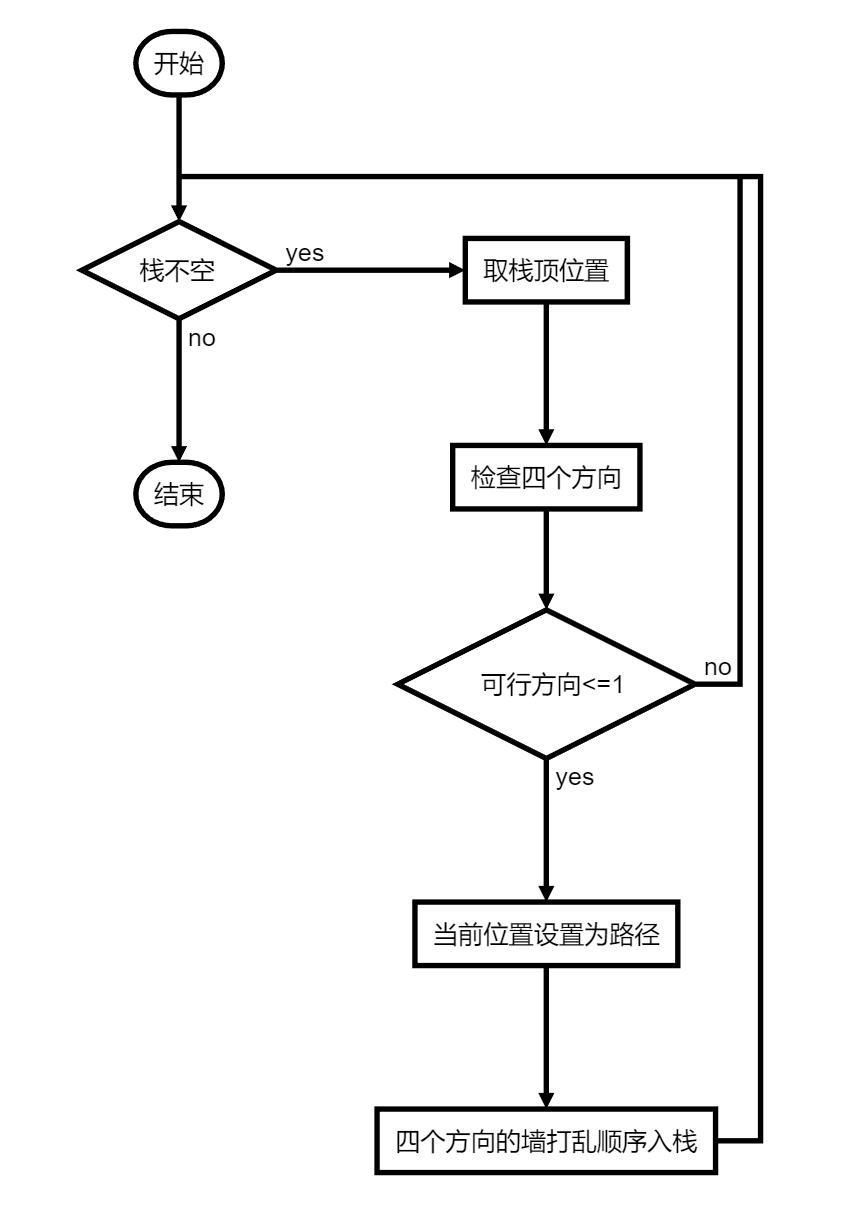 开始
栈不空
yes
取栈顶位置
no
检查四个方向
结束
可行方向<=1
no
yes
当前位置设置为路径
四个方向的墙打乱顺序入栈